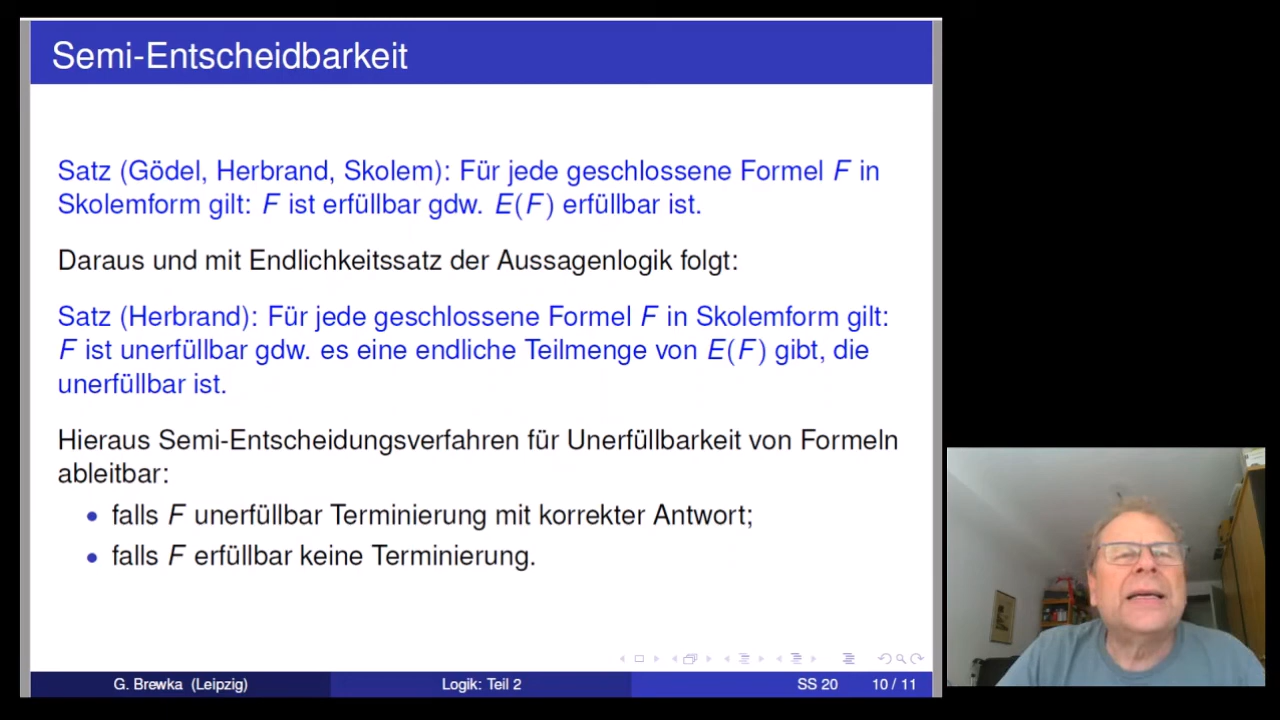 Semi-Entscheidbarkeit
Satz (Gödel, Herbrand, Skolem): Für jede geschlossene Formel F in
Skolemform gilt: F ist erfüllbar gdw. E(F) erfüllbar ist.
Daraus und mit Endlichkeitssatz der Aussagenlogik folgt:
Satz (Herbrand): Für jede geschlossene Formel F in Skolemform gilt:
F ist unerfüllbar gdw. es eine endliche Teilmenge von E(F) gibt, die
unerfüllbar ist.
Hieraus Semi-Entscheidungsverfahren für Unerfüllbarkeit von Formeln
ableitbar:
• falls F unerfüllbar Terminierung mit korrekter Antwort;
• falls F erfüllbar keine Terminierung.
G. Brewka (Leipzig) Logik: Teil 2 SS 20 10 / 11